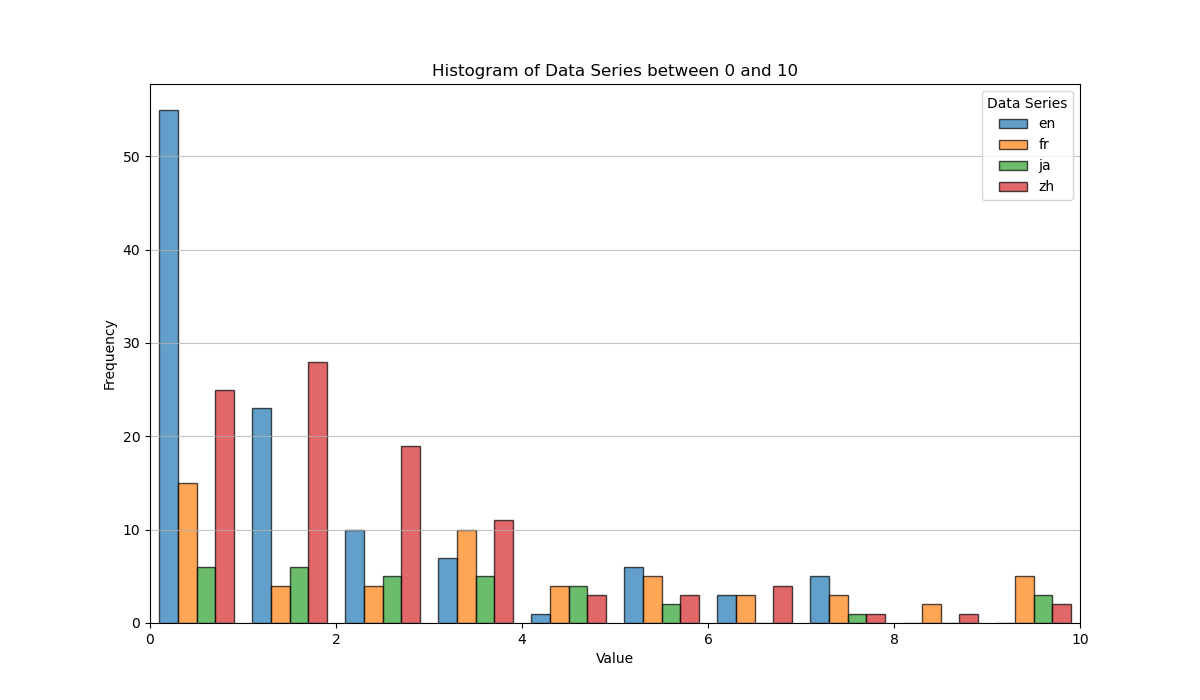 Histogram of Data Series between 0 and 10
Data Series
en
fr
ja
zh
Frequency
50
40
30
20
10
0
0 2 4 6 8 10
Value